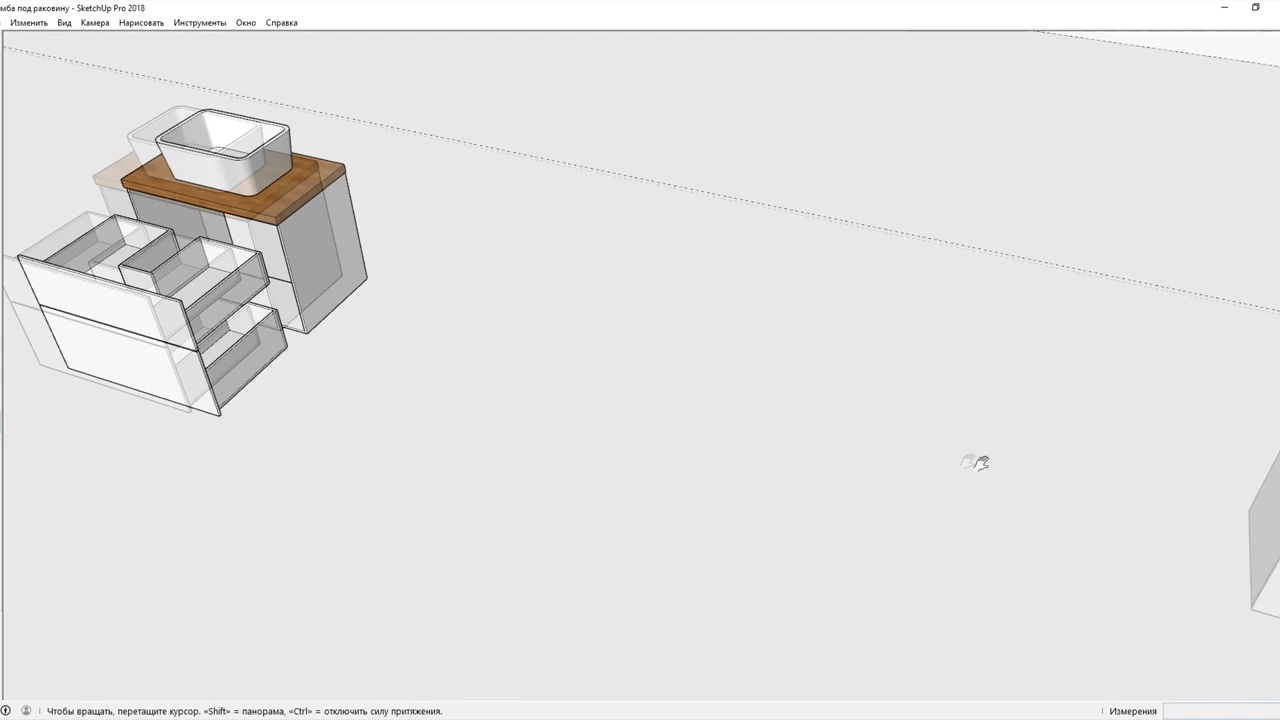 мба под раковину - SketchUp Pro 2018
Изменить Вид Камера Нарисовать Инструменты Окно Справка
Чтобы вращать, перетащите курсор. «Shift» = панорама, «Ctrl» = отключить силу притяжения.
Измерения